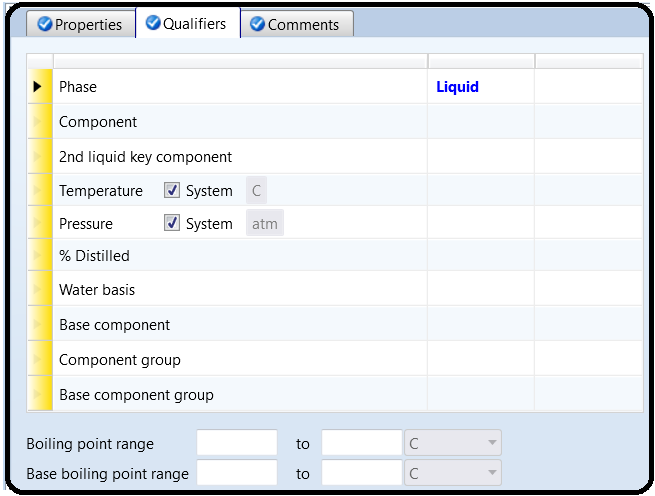 Properties Qualifiers Comments
Phase Liquid
Component
2nd liquid key component
Temperature System C
Pressure System atm
% Distilled
Water basis
Base component
Component group
Base component group
Boiling point range to C
Base boiling point range to C